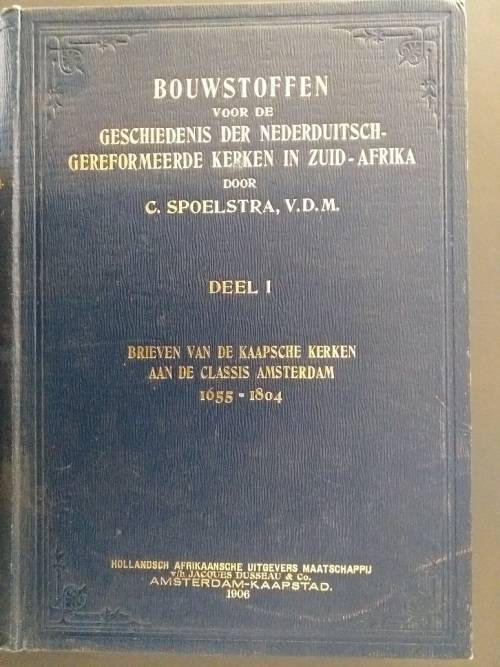 BOUWSTOFFEN
VOOR DE
GESCHIEDENIS DER NEDERDUITSCH-
GEREFORMEERDE KERKEN IN ZUID-AFRIKA
DOOR
C. SPOELSTRA, V.D.M.
DEEL I
BRIEVEN VAN DE KAAPSCHE KERKEN
AAN DE CLASSIS AMSTERDAM
1655-1804
HOLLANDSCH AFRIKAANSCHE UITGEVERS MAATSCHAPPIJ
v/h JACQUES DUSSEAU & Co.
AMSTERDAM-KAAPSTAD.
1906